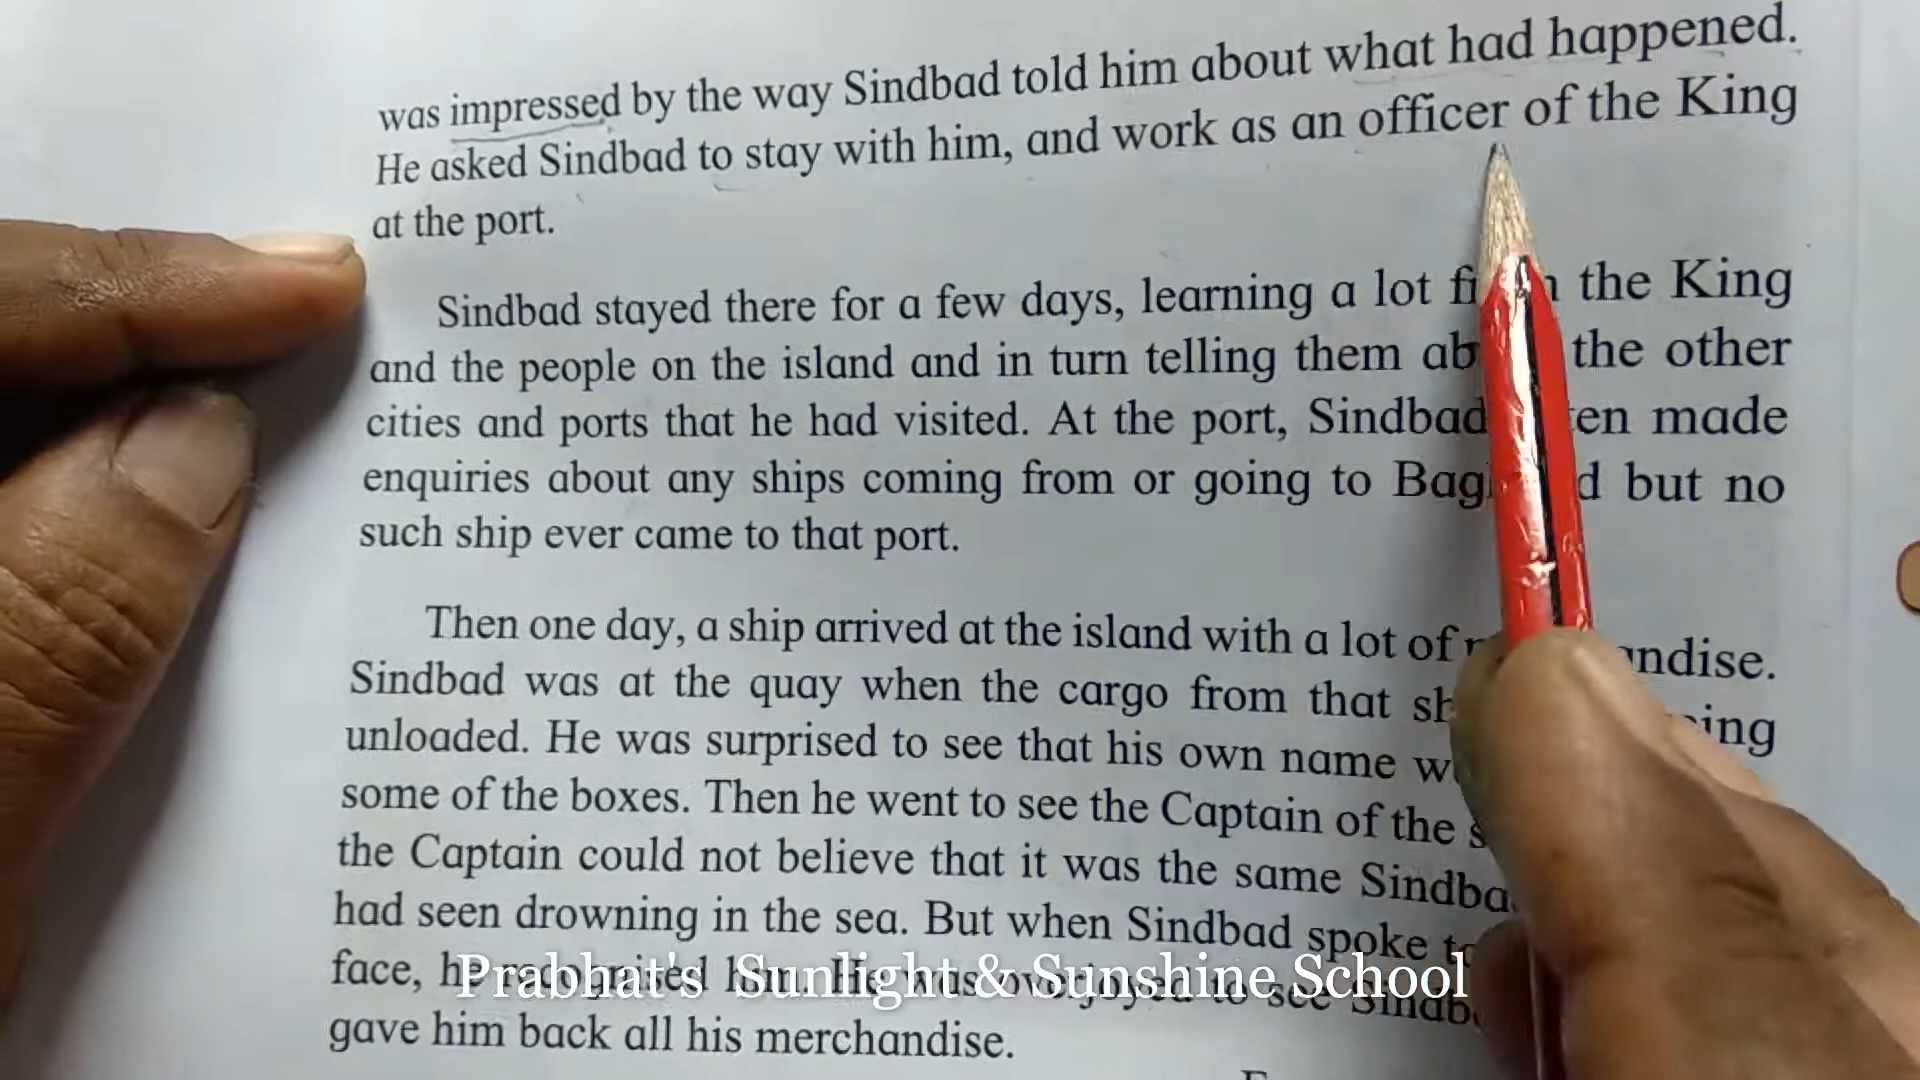 was impressed by the way Sindbad told him about what had happened.
He asked Sindbad to stay with him, and work as an officer of the King
at the port.
Sindbad stayed there for a few days, learning a lot the King
and the people on the island and in turn telling them the other
cities and ports that he had visited. At the port, Sindbad made
enquiries about any ships coming from or going to but no
such ship ever came to that port.
Then one day, a ship arrived at the island with a lot of
Sindbad was at the quay when the cargo from that
unloaded. He was surprised to see that his own name
some of the boxes. Then he went to see the Captain of the
the Captain could not believe that it was the same
had seen drowning in the sea. But when Sindbad spoke
face, he recognised him. He was overjoyed to see
gave him back all his merchandise.
Prabhat's Sunlight & Sunshine School